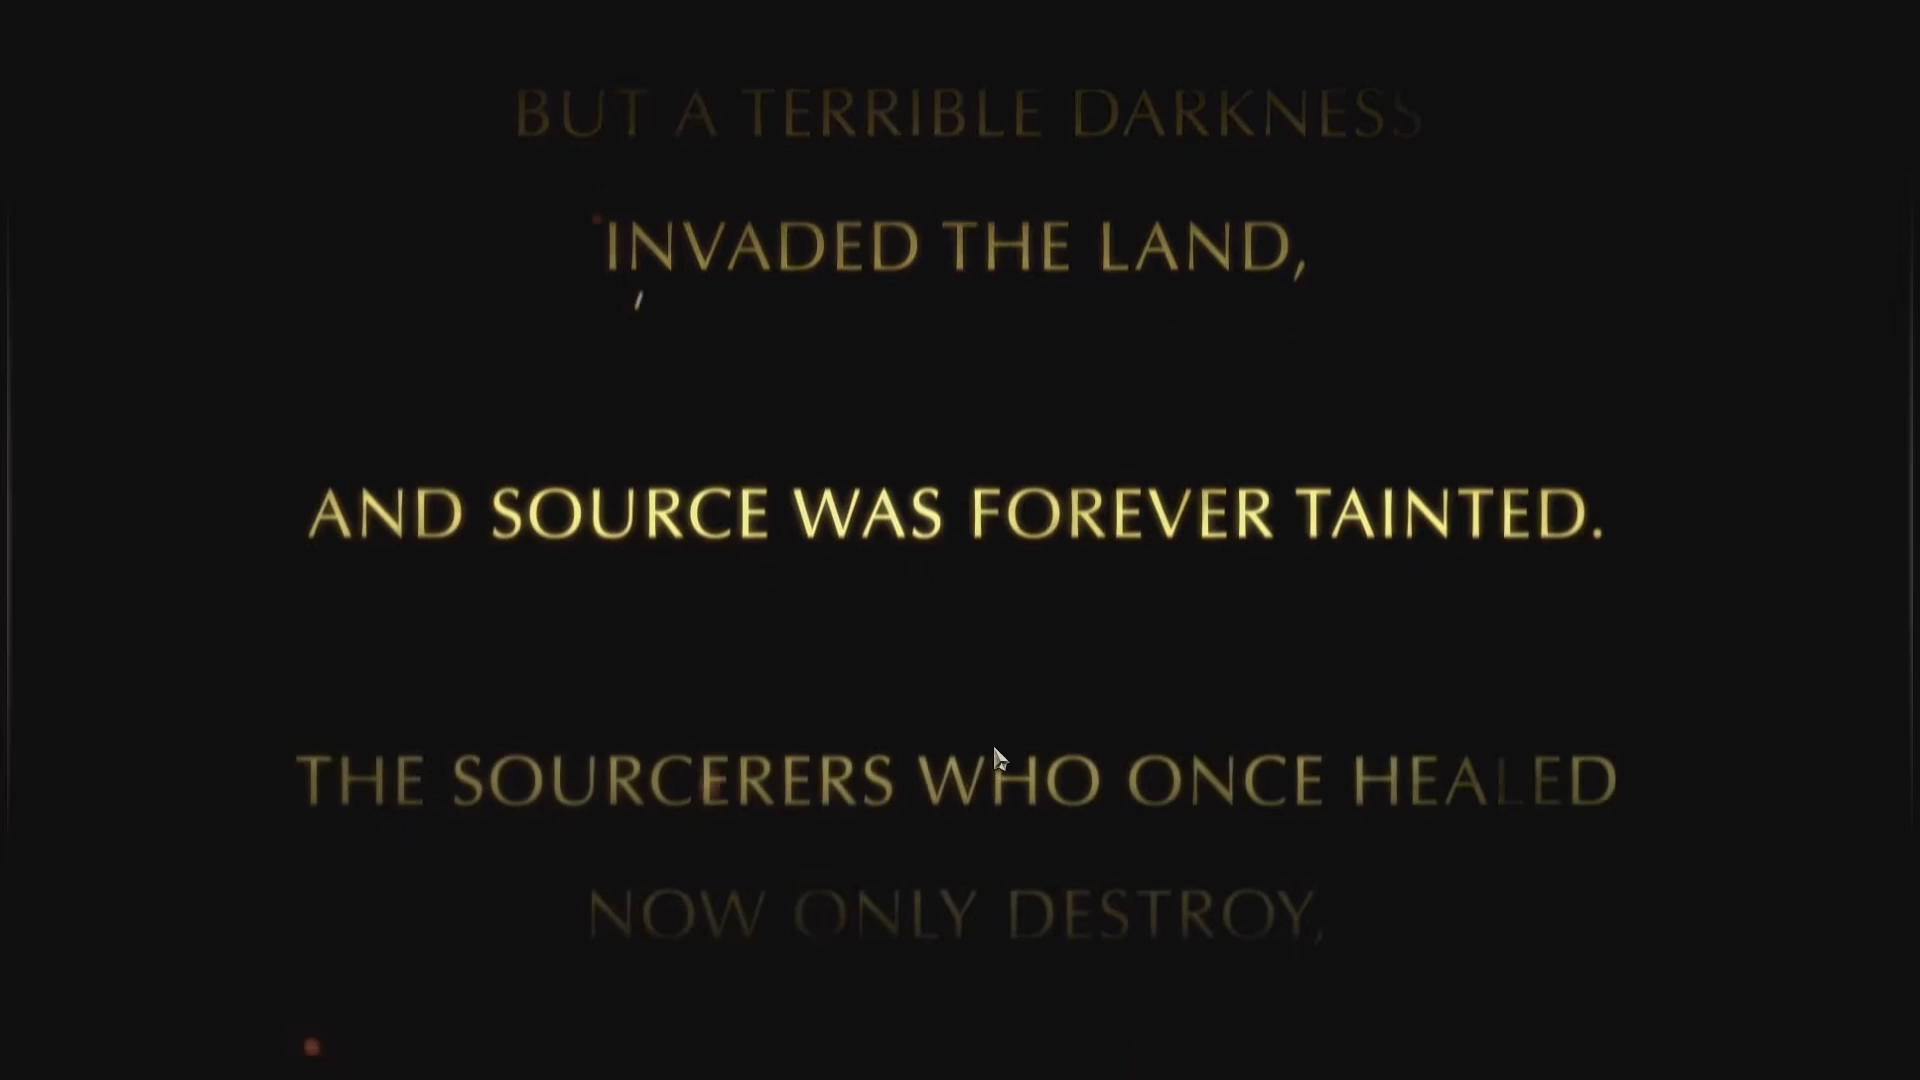 BUT A TERRIBLE DARKNESS
INVADED THE LAND,
AND SOURCE WAS FOREVER TAINTED.
THE SOURCERERS WHO ONCE HEALED
NOW ONLY DESTROY,